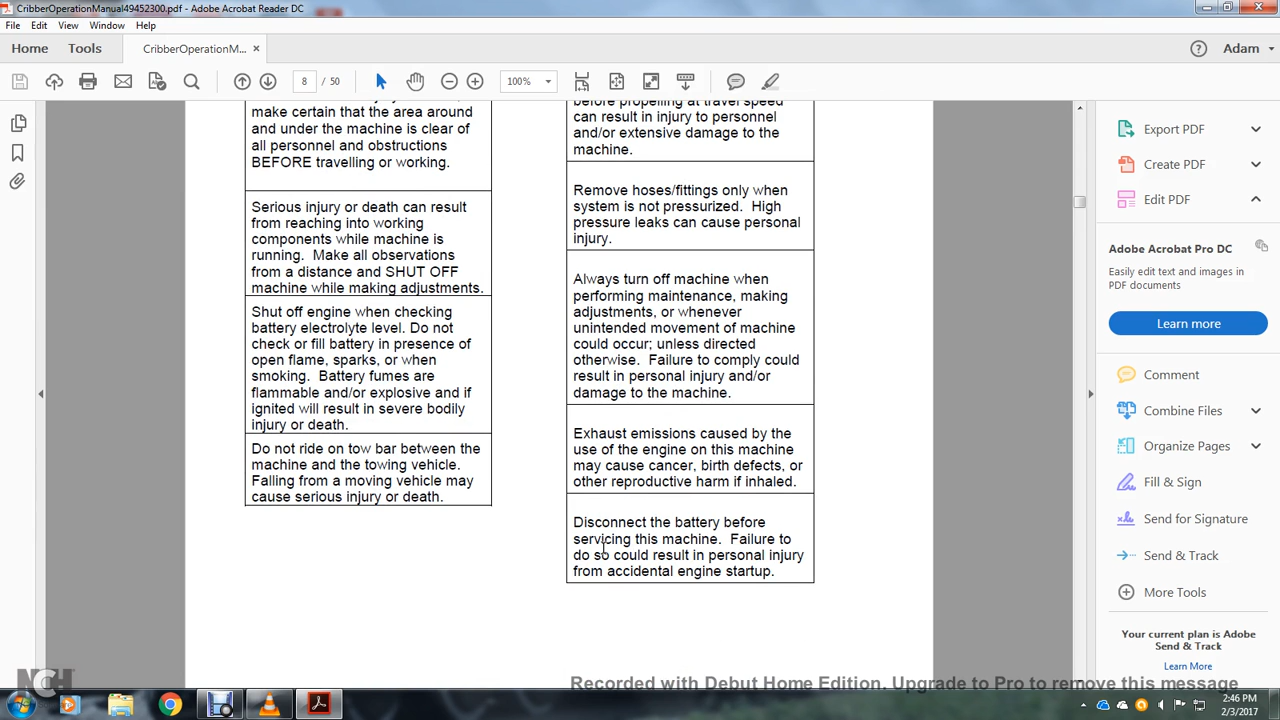 CribberOperationManual49452300.pdf - Adobe Acrobat Reader DC
File Edit View Window Help
Home Tools CribberOperationM... × Adam
8 / 50 100%
make certain that the area around
and under the machine is clear of
all personnel and obstructions
BEFORE travelling or working.
Serious injury or death can result
from reaching into working
components while machine is
running. Make all observations
from a distance and SHUT OFF
machine while making adjustments.
Shut off engine when checking
battery electrolyte level. Do not
check or fill battery in presence of
open flame, sparks, or when
smoking. Battery fumes are
flammable and/or explosive and if
ignited will result in severe bodily
injury or death.
Do not ride on tow bar between the
machine and the towing vehicle.
Falling from a moving vehicle may
cause serious injury or death.
before propelling at travel speed
can result in injury to personnel
and/or extensive damage to the
machine.
Remove hoses/fittings only when
system is not pressurized. High
pressure leaks can cause personal
injury.
Always turn off machine when
performing maintenance, making
adjustments, or whenever
unintended movement of machine
could occur; unless directed
otherwise. Failure to comply could
result in personal injury and/or
damage to the machine.
Exhaust emissions caused by the
use of the engine on this machine
may cause cancer, birth defects, or
other reproductive harm if inhaled.
Disconnect the battery before
servicing this machine. Failure to
do so could result in personal injury
from accidental engine startup.
Export PDF
Create PDF
Edit PDF
Adobe Acrobat Pro DC
Easily edit text and images in
PDF documents
Learn more
Comment
Combine Files
Organize Pages
Fill & Sign
Send for Signature
Send & Track
More Tools
Your current plan is Adobe
Send & Track
Learn More
NCH
Recorded with Debut Home Edition. Upgrade to Pro to remove this message
2:46 PM
2/3/2017